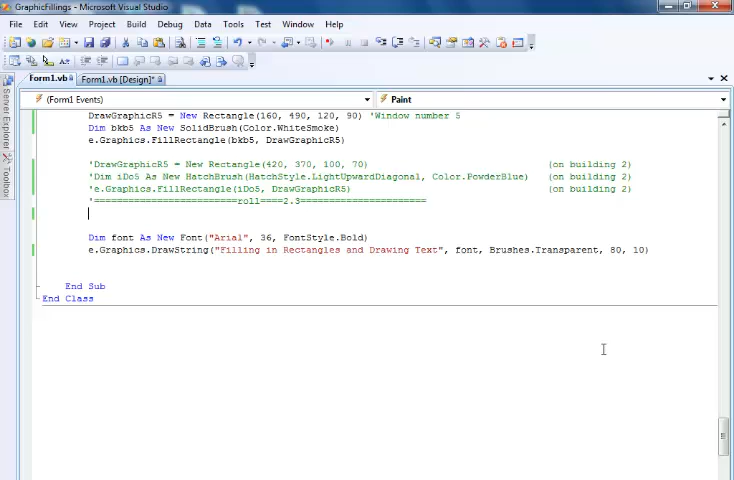 GraphicFillings - Microsoft Visual Studio
File Edit View Project Build Debug Data Tools Test Window Help
Form1.vb Form1.vb [Design]*
(Form1 Events) Paint
Server Explorer
Toolbox
DrawGraphicR5 = New Rectangle(160, 490, 120, 90) 'Window number 5
Dim bkb5 As New SolidBrush(Color.WhiteSmoke)
e.Graphics.FillRectangle(bkb5, DrawGraphicR5)
'DrawGraphicR5 = New Rectangle(420, 370, 100, 70) (on building 2)
'Dim iDo5 As New HatchBrush(HatchStyle.LightUpwardDiagonal, Color.PowderBlue) (on building 2)
'e.Graphics.FillRectangle(iDo5, DrawGraphicR5) (on building 2)
'=========================roll====2.3======================
Dim font As New Font("Arial", 36, FontStyle.Bold)
e.Graphics.DrawString("Filling in Rectangles and Drawing Text", font, Brushes.Transparent, 80, 10)
End Sub
End Class